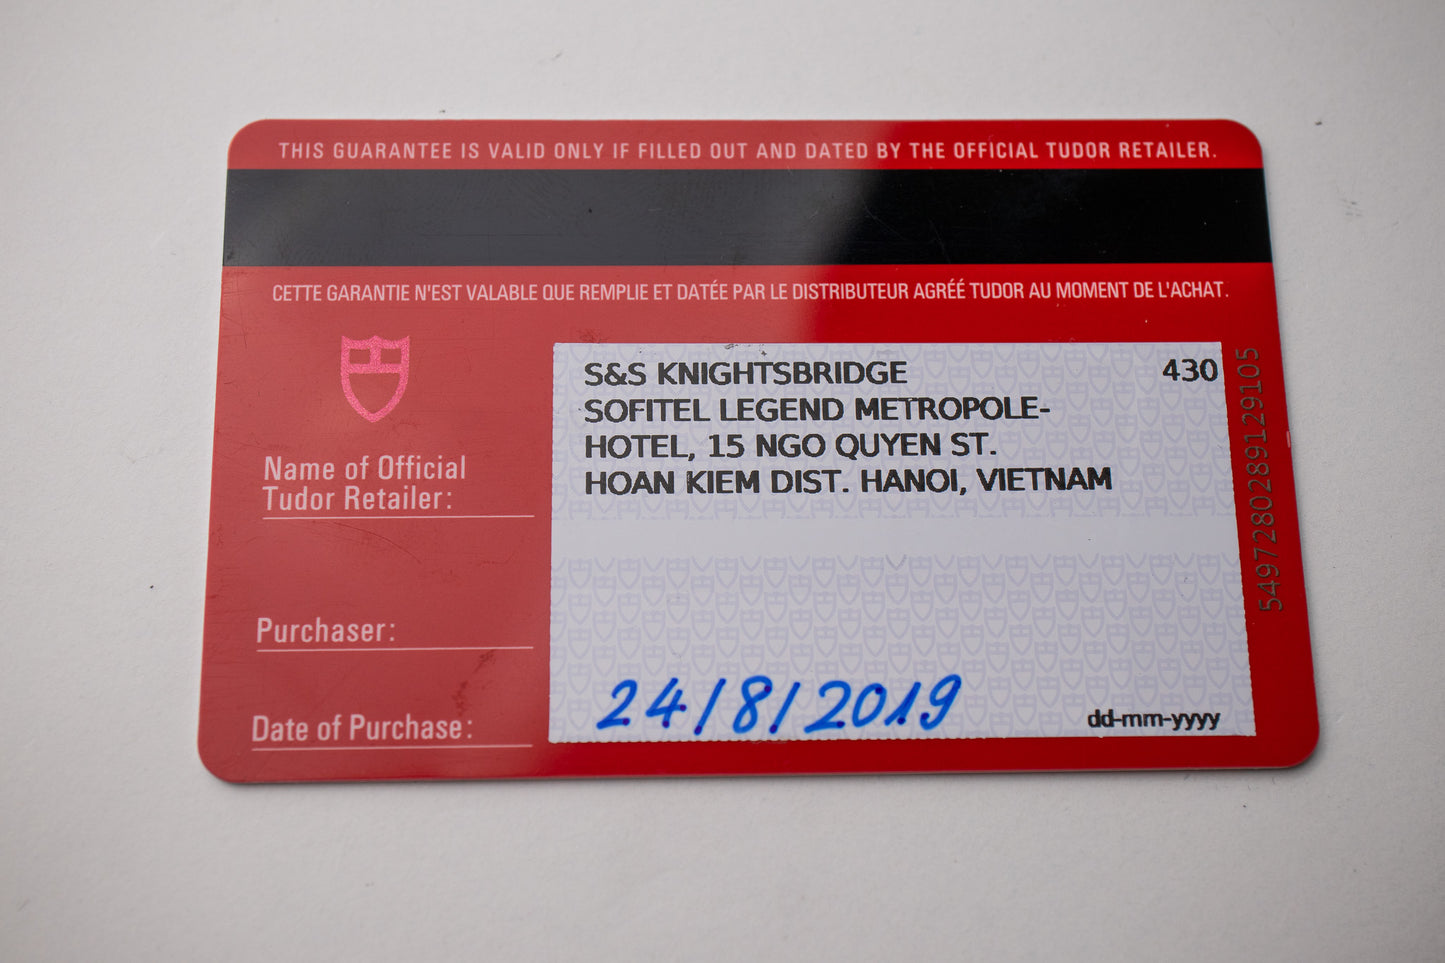 THIS GUARANTEE IS VALID ONLY IF FILLED OUT AND DATED BY THE OFFICIAL TUDOR RETAILER.
CETTE GARANTIE N'EST VALABLE QUE REMPLIE ET DATÉE PAR LE DISTRIBUTEUR AGRÉÉ TUDOR AU MOMENT DE L'ACHAT.
S&S KNIGHTSBRIDGE 430
SOFITEL LEGEND METROPOLE-
HOTEL, 15 NGO QUYEN ST.
HOAN KIEM DIST. HANOI, VIETNAM
Name of Official
Tudor Retailer:
Purchaser:
Date of Purchase:
24/8/2019
dd-mm-yyyy
5497280289129105